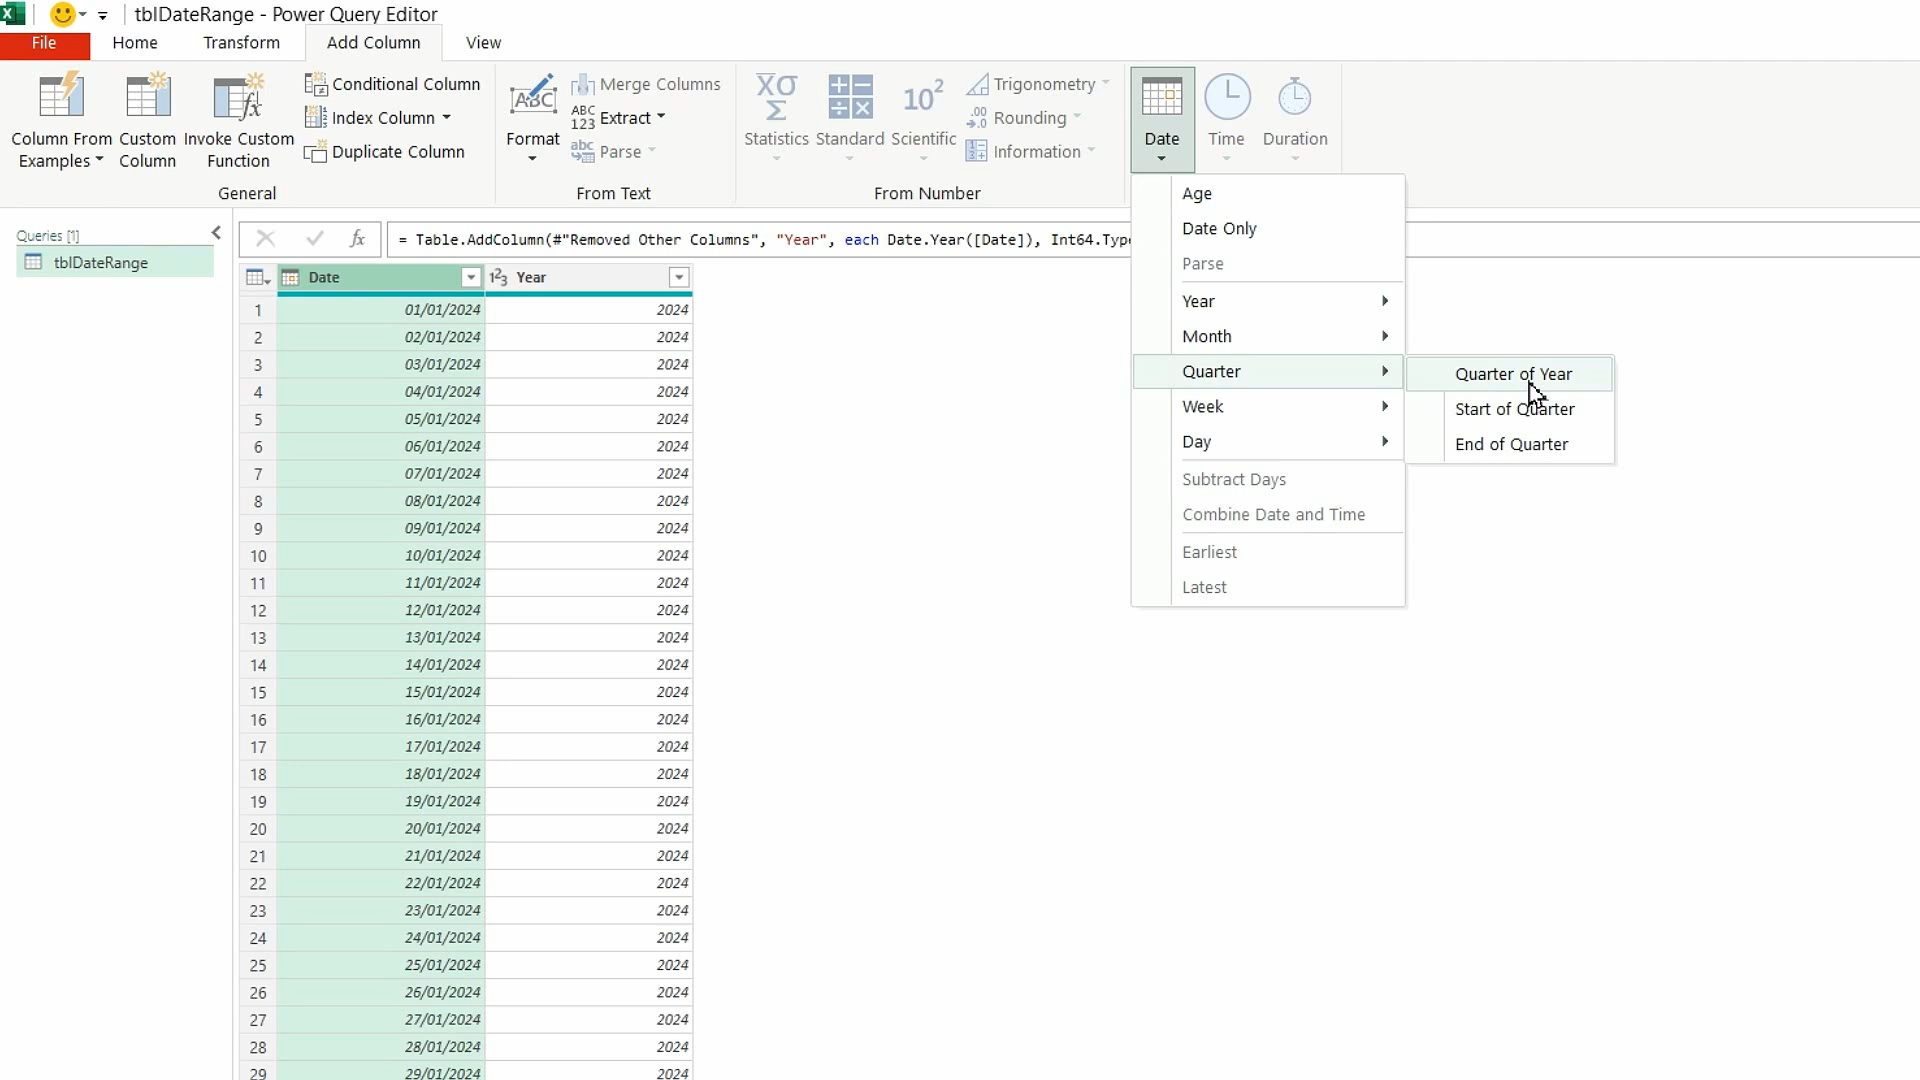 tblDateRange - Power Query Editor
File Home Transform Add Column View
Column From Examples
Custom Column
Invoke Custom Function
Conditional Column
Index Column
Duplicate Column
General
ABC
Format
Merge Columns
ABC 123 Extract
abc Parse
From Text
XΣσ
Statistics
Standard
10²
Scientific
Trigonometry
.00 .0 Rounding
Information
From Number
Date
Time
Duration
Queries [1]
tblDateRange
fx = Table.AddColumn(#"Removed Other Columns", "Year", each Date.Year([Date]), Int64.Type
Date 1²3 Year
1 01/01/2024 2024
2 02/01/2024 2024
3 03/01/2024 2024
4 04/01/2024 2024
5 05/01/2024 2024
6 06/01/2024 2024
7 07/01/2024 2024
8 08/01/2024 2024
9 09/01/2024 2024
10 10/01/2024 2024
11 11/01/2024 2024
12 12/01/2024 2024
13 13/01/2024 2024
14 14/01/2024 2024
15 15/01/2024 2024
16 16/01/2024 2024
17 17/01/2024 2024
18 18/01/2024 2024
19 19/01/2024 2024
20 20/01/2024 2024
21 21/01/2024 2024
22 22/01/2024 2024
23 23/01/2024 2024
24 24/01/2024 2024
25 25/01/2024 2024
26 26/01/2024 2024
27 27/01/2024 2024
28 28/01/2024 2024
29 29/01/2024 2024
Age
Date Only
Parse
Year
Month
Quarter
Week
Day
Subtract Days
Combine Date and Time
Earliest
Latest
Quarter of Year
Start of Quarter
End of Quarter